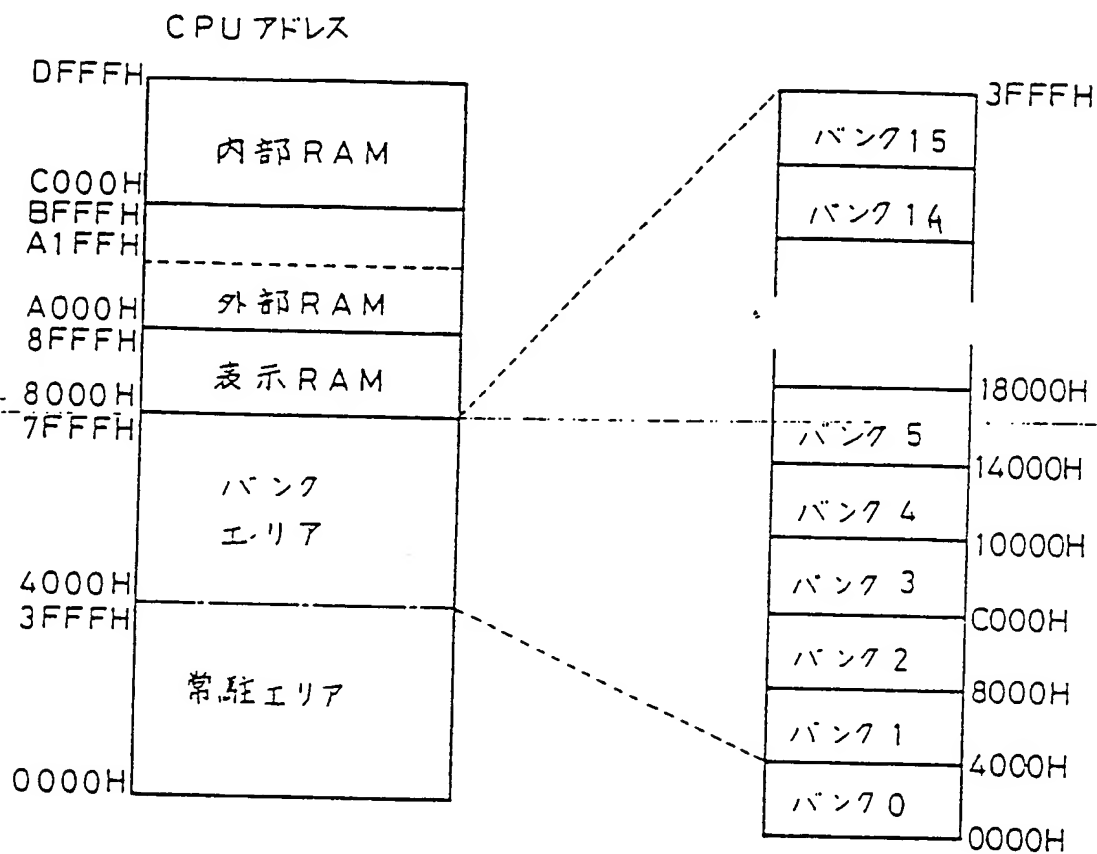 CPUアドレス
DFFFH
内部RAM
C000H
BFFFH
A1FFH
A000H
外部RAM
8FFFH
表示RAM
8000H
7FFFH
バンク
エリア
4000H
3FFFH
常駐エリア
0000H
3FFFH
バンク15
バンク14
18000H
バンク5
14000H
バンク4
10000H
バンク3
C000H
バンク2
8000H
バンク1
4000H
バンク0
0000H